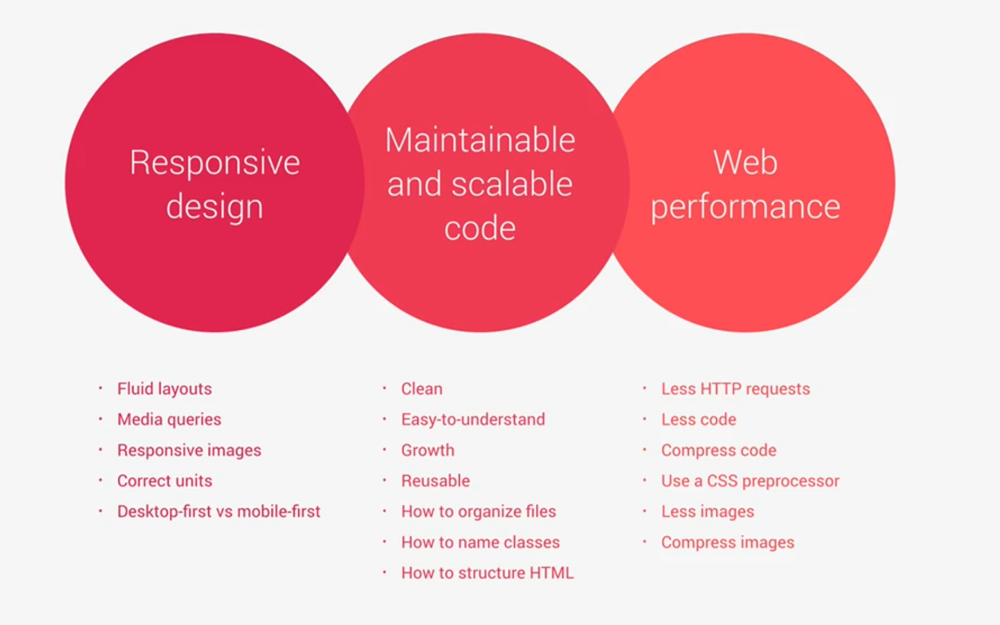 Responsive
design
Maintainable
and scalable
code
Web
performance
· Fluid layouts
· Media queries
· Responsive images
· Correct units
· Desktop-first vs mobile-first
· Clean
· Easy-to-understand
· Growth
· Reusable
· How to organize files
· How to name classes
· How to structure HTML
· Less HTTP requests
· Less code
· Compress code
· Use a CSS preprocessor
· Less images
· Compress images